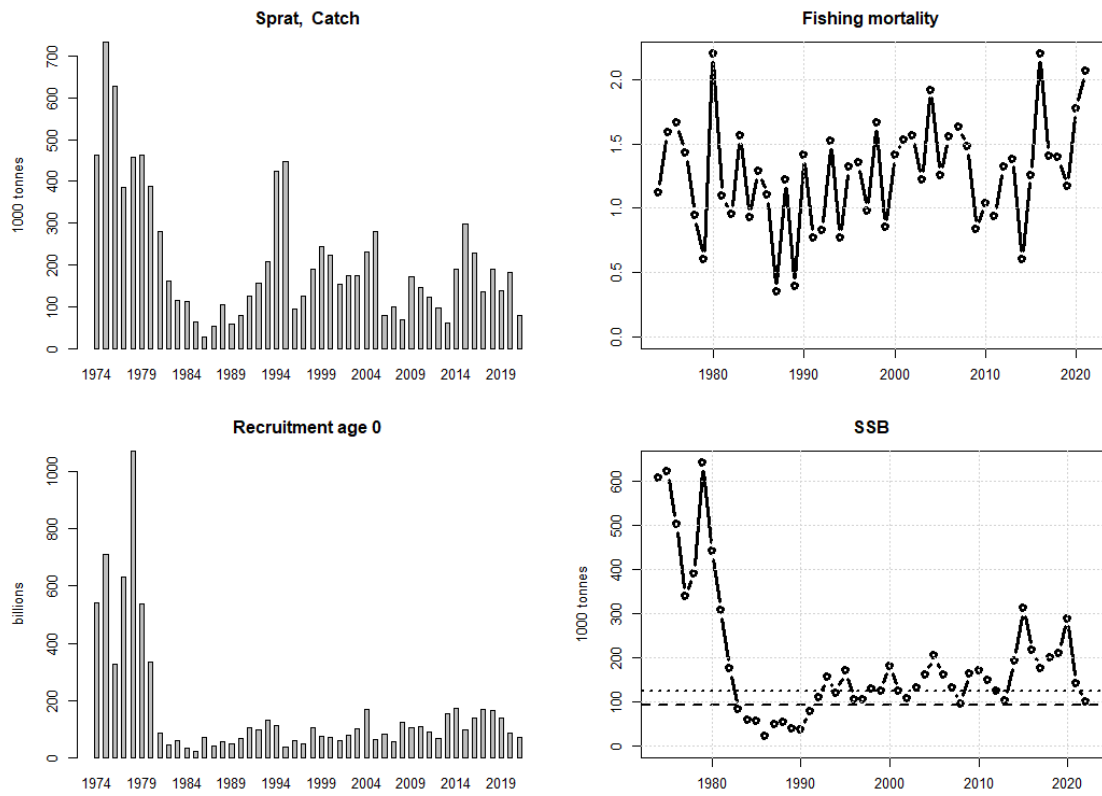 Sprat,  Catch
1000 tonnes
700
600
500
400
300
200
100
0
1974 1979 1984 1989 1994 1999 2004 2009 2014 2019
Fishing mortality
2.0
1.5
1.0
0.5
0.0
1980 1990 2000 2010 2020
Recruitment age 0
billions
1000
800
600
400
200
0
1974 1979 1984 1989 1994 1999 2004 2009 2014 2019
SSB
1000 tonnes
600
500
400
300
200
100
0
1980 1990 2000 2010 2020